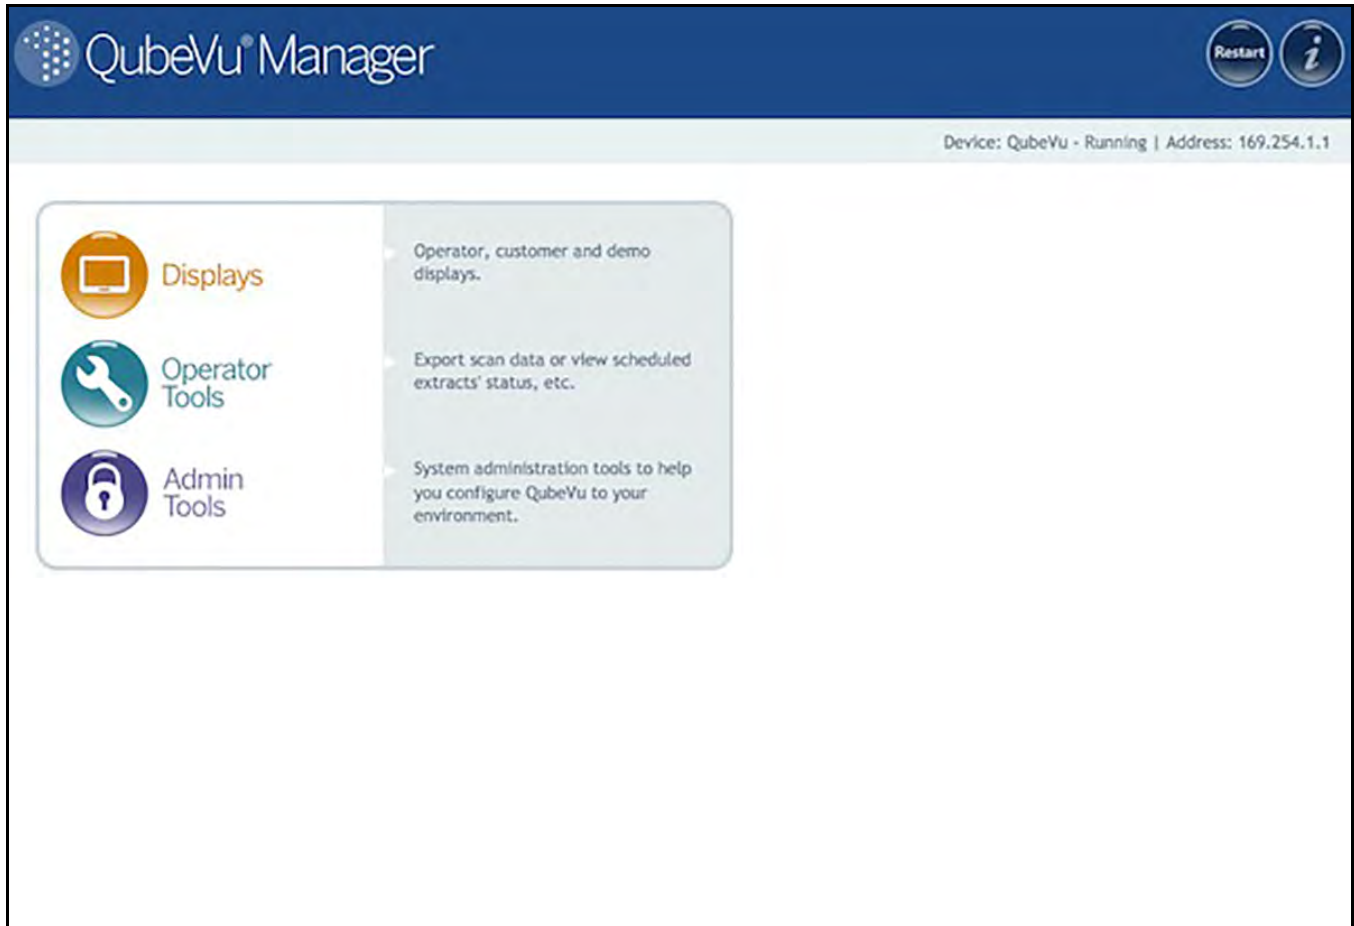 QubeVu® Manager
Restart
i
Device: QubeVu - Running | Address: 169.254.1.1
Displays
Operator, customer and demo
displays.
Operator
Tools
Export scan data or view scheduled
extracts' status, etc.
Admin
Tools
System administration tools to help
you configure QubeVu to your
environment.